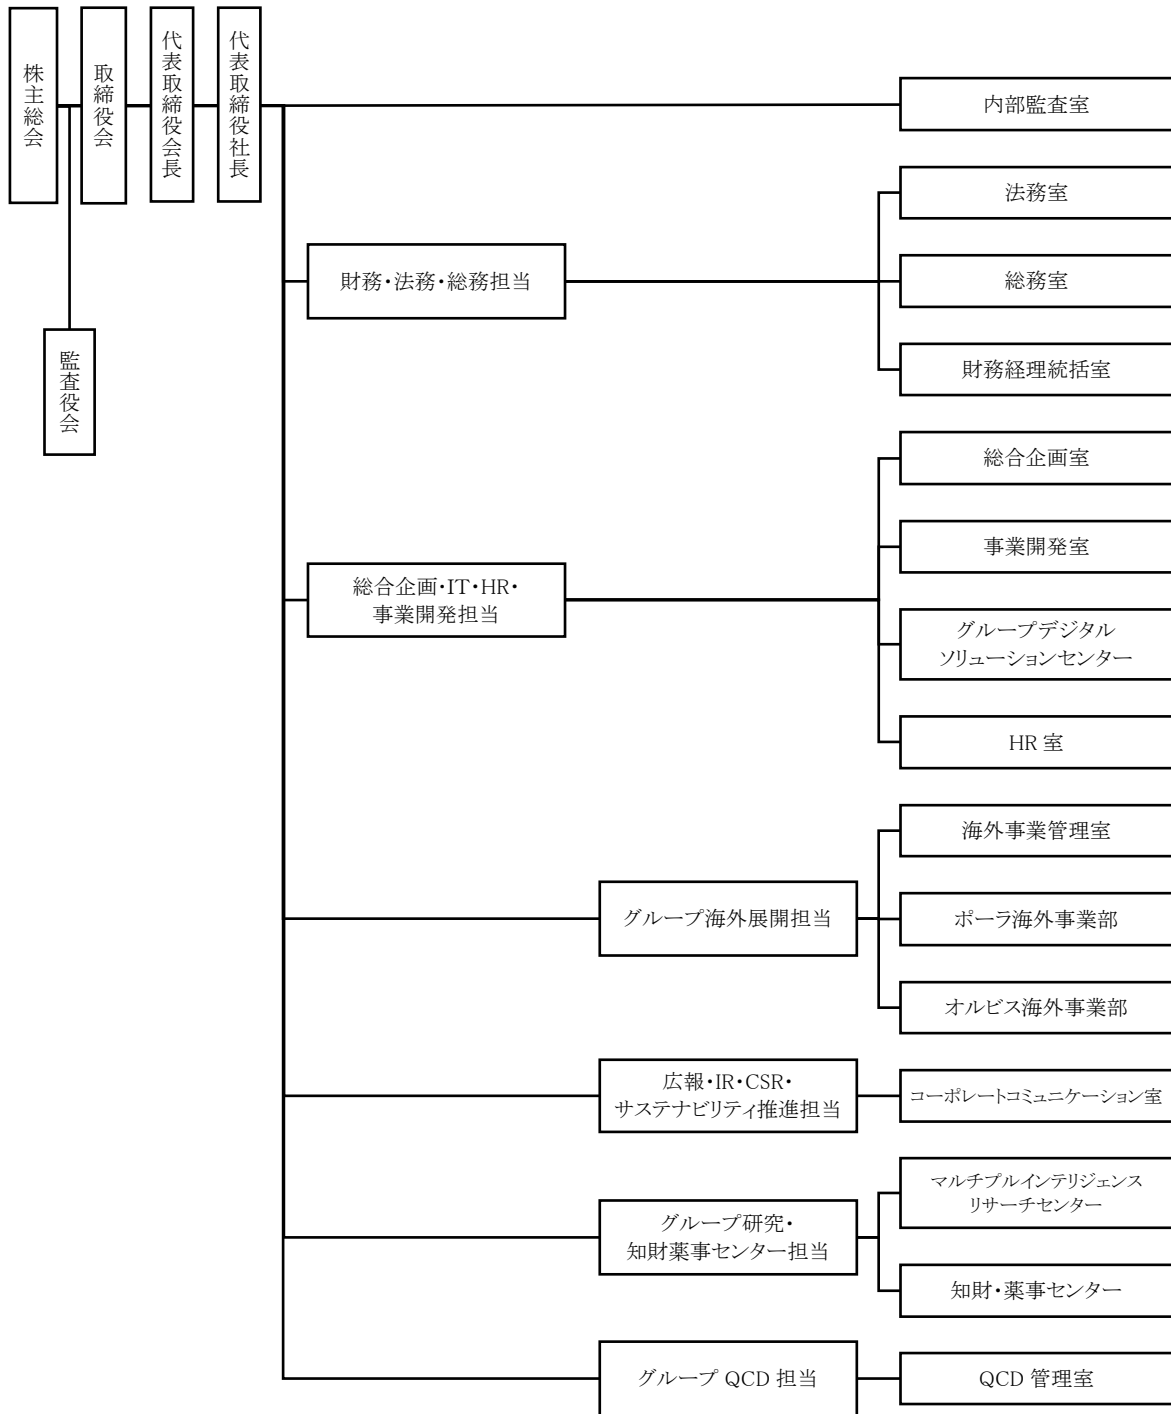 株主総会
取締役会
代表取締役会長
代表取締役社長
監査役会
内部監査室
財務・法務・総務担当
法務室
総務室
財務経理統括室
総合企画・IT・HR・
事業開発担当
総合企画室
事業開発室
グループデジタル
ソリューションセンター
HR 室
グループ海外展開担当
海外事業管理室
ポーラ海外事業部
オルビス海外事業部
広報・IR・CSR・
サステナビリティ推進担当
コーポレートコミュニケーション室
グループ研究・
知財薬事センター担当
マルチプルインテリジェンス
リサーチセンター
知財・薬事センター
グループ QCD 担当
QCD 管理室